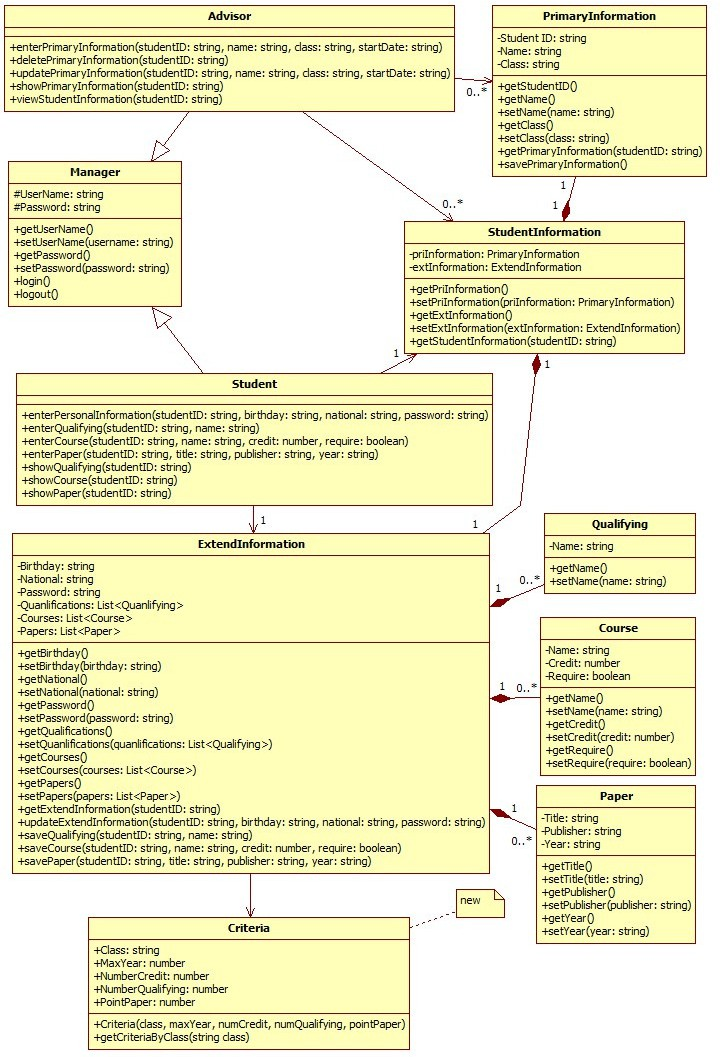 Advisor
+enterPrimaryInformation(studentID: string, name: string, class: string, startDate: string)
+deletePrimaryInformation(studentID: string)
+updatePrimaryInformation(studentID: string, name: string, class: string, startDate: string)
+showPrimaryInformation(studentID: string)
+viewStudentInformation(studentID: string)
PrimaryInformation
-Student ID: string
-Name: string
-Class: string
+getStudentID()
+getName()
+setName(name: string)
+getClass()
+setClass(class: string)
+getPrimaryInformation(studentID: string)
+savePrimaryInformation()
0..*
1
1
Manager
#UserName: string
#Password: string
+getUserName()
+setUserName(username: string)
+getPassword()
+setPassword(password: string)
+login()
+logout()
0..*
StudentInformation
-priInformation: PrimaryInformation
-extInformation: ExtendInformation
+getPriInformation()
+setPriInformation(priInformation: PrimaryInformation)
+getExtInformation()
+setExtInformation(extInformation: ExtendInformation)
+getStudentInformation(studentID: string)
1
1
Student
+enterPersonalInformation(studentID: string, birthday: string, national: string, password: string)
+enterQualifying(studentID: string, name: string)
+enterCourse(studentID: string, name: string, credit: number, require: boolean)
+enterPaper(studentID: string, title: string, publisher: string, year: string)
+showQualifying(studentID: string)
+showCourse(studentID: string)
+showPaper(studentID: string)
1
1
ExtendInformation
-Birthday: string
-National: string
-Password: string
-Quanlifications: List<Quanlifying>
-Courses: List<Course>
-Papers: List<Paper>
+getBirthday()
+setBirthday(birthday: string)
+getNational()
+setNational(national: string)
+getPassword()
+setPassword(password: string)
+getQualifications()
+setQuanlifications(quanlifications: List<Qualifying>)
+getCourses()
+setCourses(courses: List<Course>)
+getPapers()
+setPapers(papers: List<Paper>)
+getExtendInformation(studentID: string)
+updateExtendInformation(studentID: string, birthday: string, national: string, password: string)
+saveQualifying(studentID: string, name: string)
+saveCourse(studentID: string, name: string, credit: number, require: boolean)
+savePaper(studentID: string, title: string, publisher: string, year: string)
Qualifying
-Name: string
+getName()
+setName(name: string)
1
0..*
Course
-Name: string
-Credit: number
-Require: boolean
+getName()
+setName(name: string)
+getCredit()
+setCredit(credit: number)
+getRequire()
+setRequire(require: boolean)
1
0..*
Paper
-Title: string
-Publisher: string
-Year: string
+getTitle()
+setTitle(title: string)
+getPublisher()
+setPublisher(publisher: string)
+getYear()
+setYear(year: string)
1
0..*
new
Criteria
+Class: string
+MaxYear: number
+NumberCredit: number
+NumberQualifying: number
+PointPaper: number
+Criteria(class, maxYear, numCredit, numQualifying, pointPaper)
+getCriteriaByClass(string class)